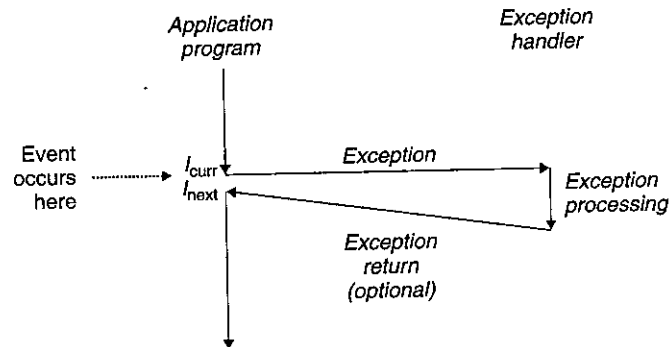 Application
program
Exception
handler
Event
occurs
here
I_curr
I_next
Exception
Exception
processing
Exception
return
(optional)